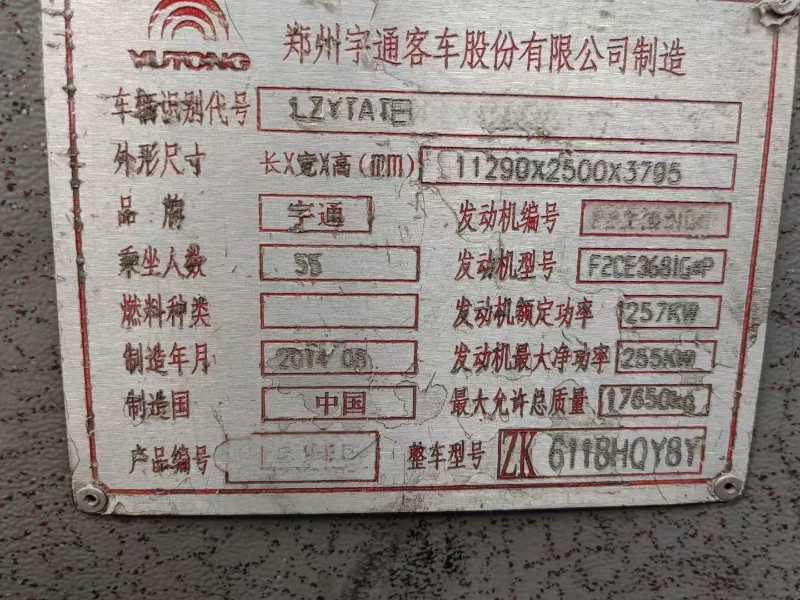 YUTONG 郑州宇通客车股份有限公司制造
车辆识别代号 LZYTAT
外形尺寸 长X宽X高(mm) 11290X2500X3795
品牌 宇通 发动机编号
乘坐人数 55 发动机型号 F2CE3681G*P
燃料种类 发动机额定功率 257KW
制造年月 2014 05 发动机最大净功率 255KW
制造国 中国 最大允许总质量 17650kg
产品编号 整车型号 ZK 6118HQY8Y